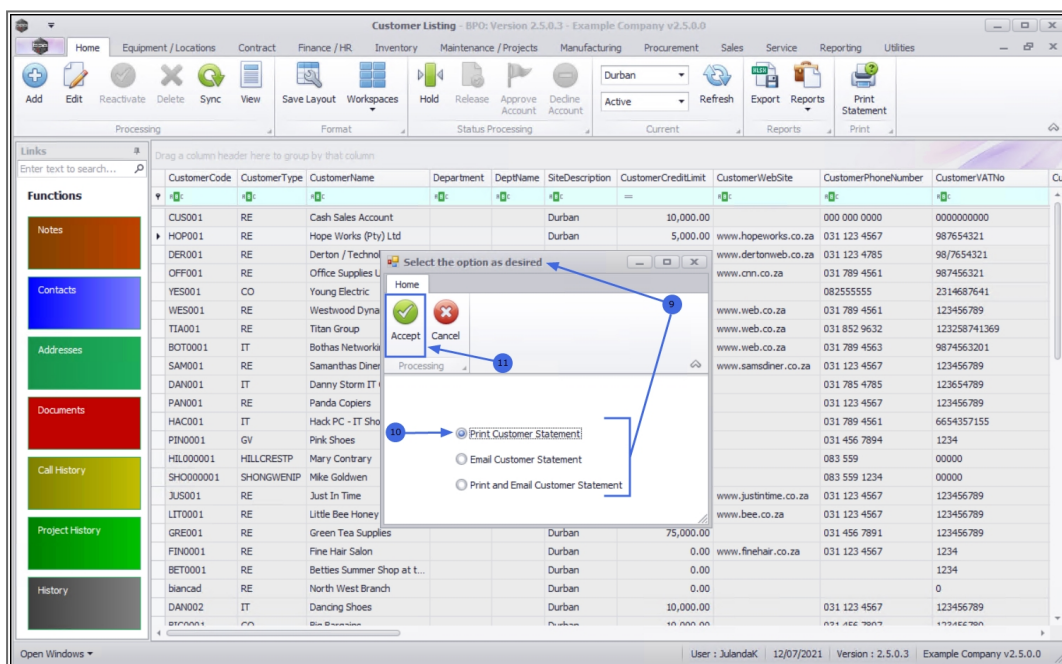 Customer Listing - BPO: Version 2.5.0.3 - Example Company v2.5.0.0
Home Equipment / Locations Contract Finance / HR Inventory Maintenance / Projects Manufacturing Procurement Sales Service Reporting Utilities
Durban
Active
Add Edit Reactivate Delete Sync View Save Layout Workspaces Hold Release Approve Account Decline Account Refresh Export Reports Print Statement
Processing Format Status Processing Current Reports Print
Links
Enter text to search...
Functions
Notes
Contacts
Addresses
Documents
Call History
Project History
History
Drag a column header here to group by that column
CustomerCode CustomerType CustomerName Department DeptName SiteDescription CustomerCreditLimit CustomerWebSite CustomerPhoneNumber CustomerVATNo Cu
CUS001 RE Cash Sales Account Durban 10,000.00 000 000 0000 0000000000
HOP001 RE Hope Works (Pty) Ltd Durban 5,000.00 www.hopeworks.co.za 031 123 4567 987654321
DER001 RE Derton / Technol www.dertonweb.co.za 031 123 4785 98/7654321
OFF001 RE Office Supplies L www.cnn.co.za 031 789 4561 987456321
YES001 CO Young Electric 082555555 2314687641
WES001 RE Westwood Dyna www.web.co.za 031 789 4561 123456789
TIA001 RE Titan Group www.web.co.za 031 852 9632 123258741369
BOT0001 IT Bothas Networki www.web.co.za 031 789 4563 9874563201
SAM001 RE Samanthas Diner www.samsdiner.co.za 031 123 4567 123456789
DAN001 IT Danny Storm IT 031 785 4785 123654789
PAN001 RE Panda Copiers 031 123 4567 123456789
HAC001 IT Hack PC - IT Sho 031 789 4561 6654357155
PIN0001 GV Pink Shoes 031 456 7894 1234
HIL000001 HILLCRESTP Mary Contrary 083 559 00000
SHO000001 SHONGWENIP Mike Goldwen 083 559 1234 00000
JUS001 RE Just In Time www.justintime.co.za 031 123 4567 123456789
LIT0001 RE Little Bee Honey www.bee.co.za 031 123 4567 123456789
GRE001 RE Green Tea Supplies Durban 75,000.00 031 456 7891 123456789
FIN0001 RE Fine Hair Salon Durban 0.00 www.finehair.co.za 031 123 4567 1234
BET0001 RE Betties Summer Shop at t... Durban 0.00 1234
biancad RE North West Branch Durban 0.00 0
DAN002 IT Dancing Shoes Durban 10,000.00 031 123 4567 123456789
BIG0001 CO Big Bargains Durban 10,000.00 031 456 7897 123456789
Select the option as desired
Home
Accept Cancel
Processing
Print Customer Statement
Email Customer Statement
Print and Email Customer Statement
9
10
11
Open Windows User : JulandaK 12/07/2021 Version : 2.5.0.3 Example Company v2.5.0.0